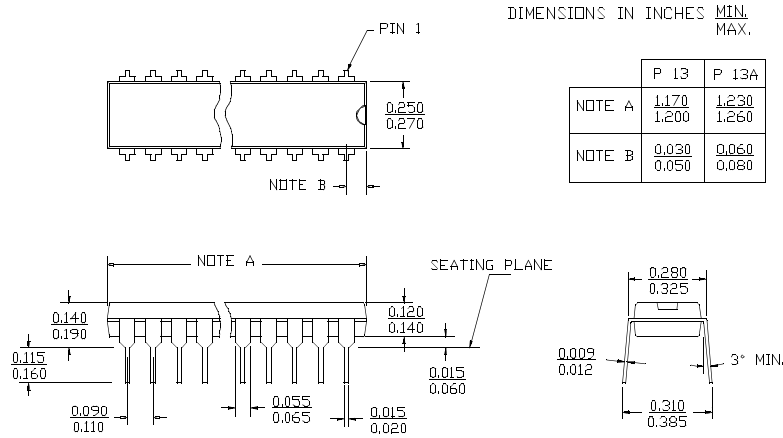 DIMENSIONS IN INCHES MIN.
MAX.
PIN 1
P 13 P 13A
NOTE A 1.170 1.230
1.200 1.260
NOTE B 0.030 0.060
0.050 0.080
0.250
0.270
NOTE B
NOTE A
SEATING PLANE
0.280
0.325
0.140
0.190
0.120
0.140
0.115
0.160
0.009
0.012
3° MIN.
0.015
0.060
0.090
0.110
0.055
0.065
0.015
0.020
0.310
0.385